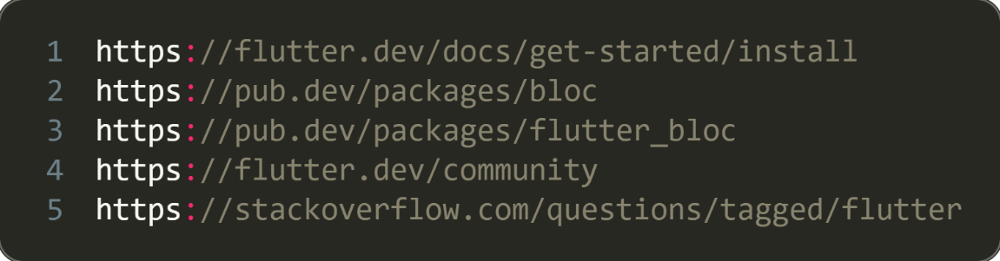 1 https://flutter.dev/docs/get-started/install
2 https://pub.dev/packages/bloc
3 https://pub.dev/packages/flutter_bloc
4 https://flutter.dev/community
5 https://stackoverflow.com/questions/tagged/flutter